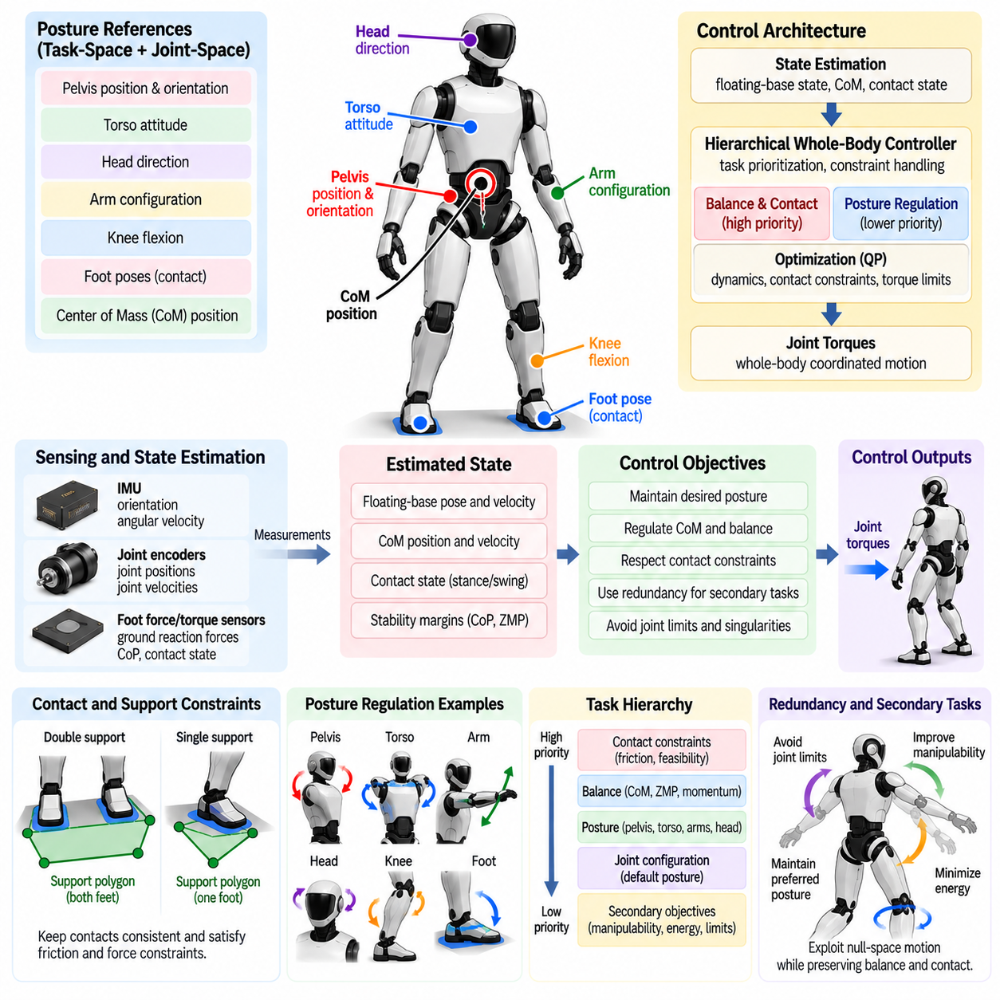 Posture References
(Task-Space + Joint-Space)
Pelvis position & orientation
Torso attitude
Head direction
Arm configuration
Knee flexion
Foot poses (contact)
Center of Mass (CoM) position
Head
direction
Torso
attitude
Pelvis
position &
orientation
CoM
position
Arm
configuration
Knee
flexion
Foot pose
(contact)
Control Architecture
State Estimation
floating-base state, CoM, contact state
Hierarchical Whole-Body Controller
task prioritization, constraint handling
Balance & Contact
(high priority)
Posture Regulation
(lower priority)
Optimization (QP)
dynamics, contact constraints, torque limits
Joint Torques
whole-body coordinated motion
Sensing and State Estimation
IMU
orientation
angular velocity
Joint encoders
joint positions
joint velocities
Foot force/torque sensors
ground reaction forces
CoP, contact state
Measurements
Estimated State
Floating-base pose and velocity
CoM position and velocity
Contact state (stance/swing)
Stability margins (CoP, ZMP)
Control Objectives
Maintain desired posture
Regulate CoM and balance
Respect contact constraints
Use redundancy for secondary tasks
Avoid joint limits and singularities
Control Outputs
Joint
torques
Contact and Support Constraints
Double support
Single support
Support polygon
(both feet)
Support polygon
(one foot)
Keep contacts consistent and satisfy
friction and force constraints.
Posture Regulation Examples
Pelvis
Torso
Arm
Head
Knee
Foot
Task Hierarchy
High
priority
Low
priority
Contact constraints
(friction, feasibility)
Balance (CoM, ZMP, momentum)
Posture (pelvis, torso, arms, head)
Joint configuration
(default posture)
Secondary objectives
(manipulability, energy, limits)
Redundancy and Secondary Tasks
Avoid
joint limits
Improve
manipulability
Maintain
preferred
posture
Minimize
energy
Exploit null-space motion
while preserving balance and contact.